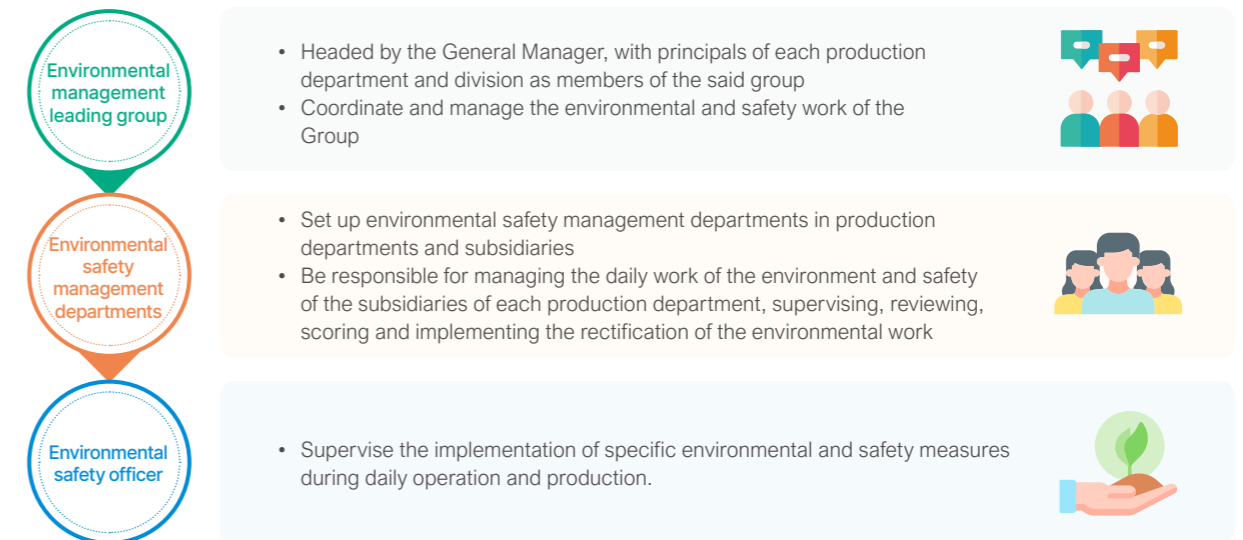 Environmental
management
leading group
• Headed by the General Manager, with principals of each production
department and division as members of the said group
• Coordinate and manage the environmental and safety work of the
Group
Environmental
safety
management
departments
• Set up environmental safety management departments in production
departments and subsidiaries
• Be responsible for managing the daily work of the environment and safety
of the subsidiaries of each production department, supervising, reviewing,
scoring and implementing the rectification of the environmental work
Environmental
safety officer
• Supervise the implementation of specific environmental and safety measures
during daily operation and production.